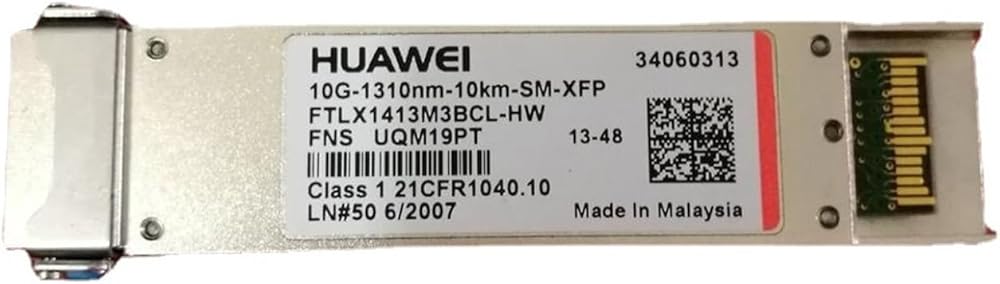 HUAWEI 34060313
10G-1310nm-10km-SM-XFP
FTLX1413M3BCL-HW
FNS UQM19PT 13-48
Class 1 21CFR1040.10
LN#50 6/2007 Made In Malaysia